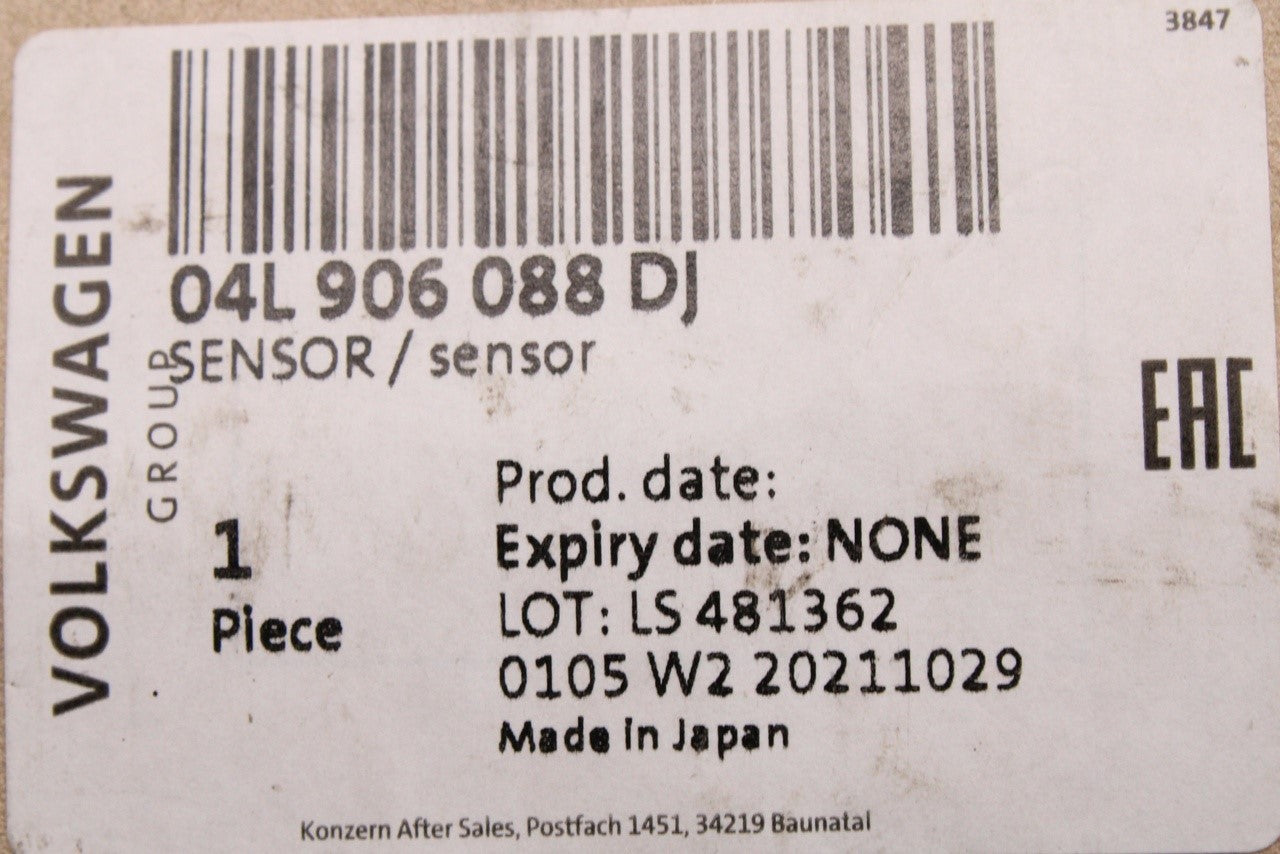 3847
04L 906 088 DJ
SENSOR / sensor
VOLKSWAGEN
GROUP
EAC
1
Piece
Prod. date:
Expiry date: NONE
LOT: LS 481362
0105 W2 20211029
Made in Japan
Konzern After Sales, Postfach 1451, 34219 Baunatal